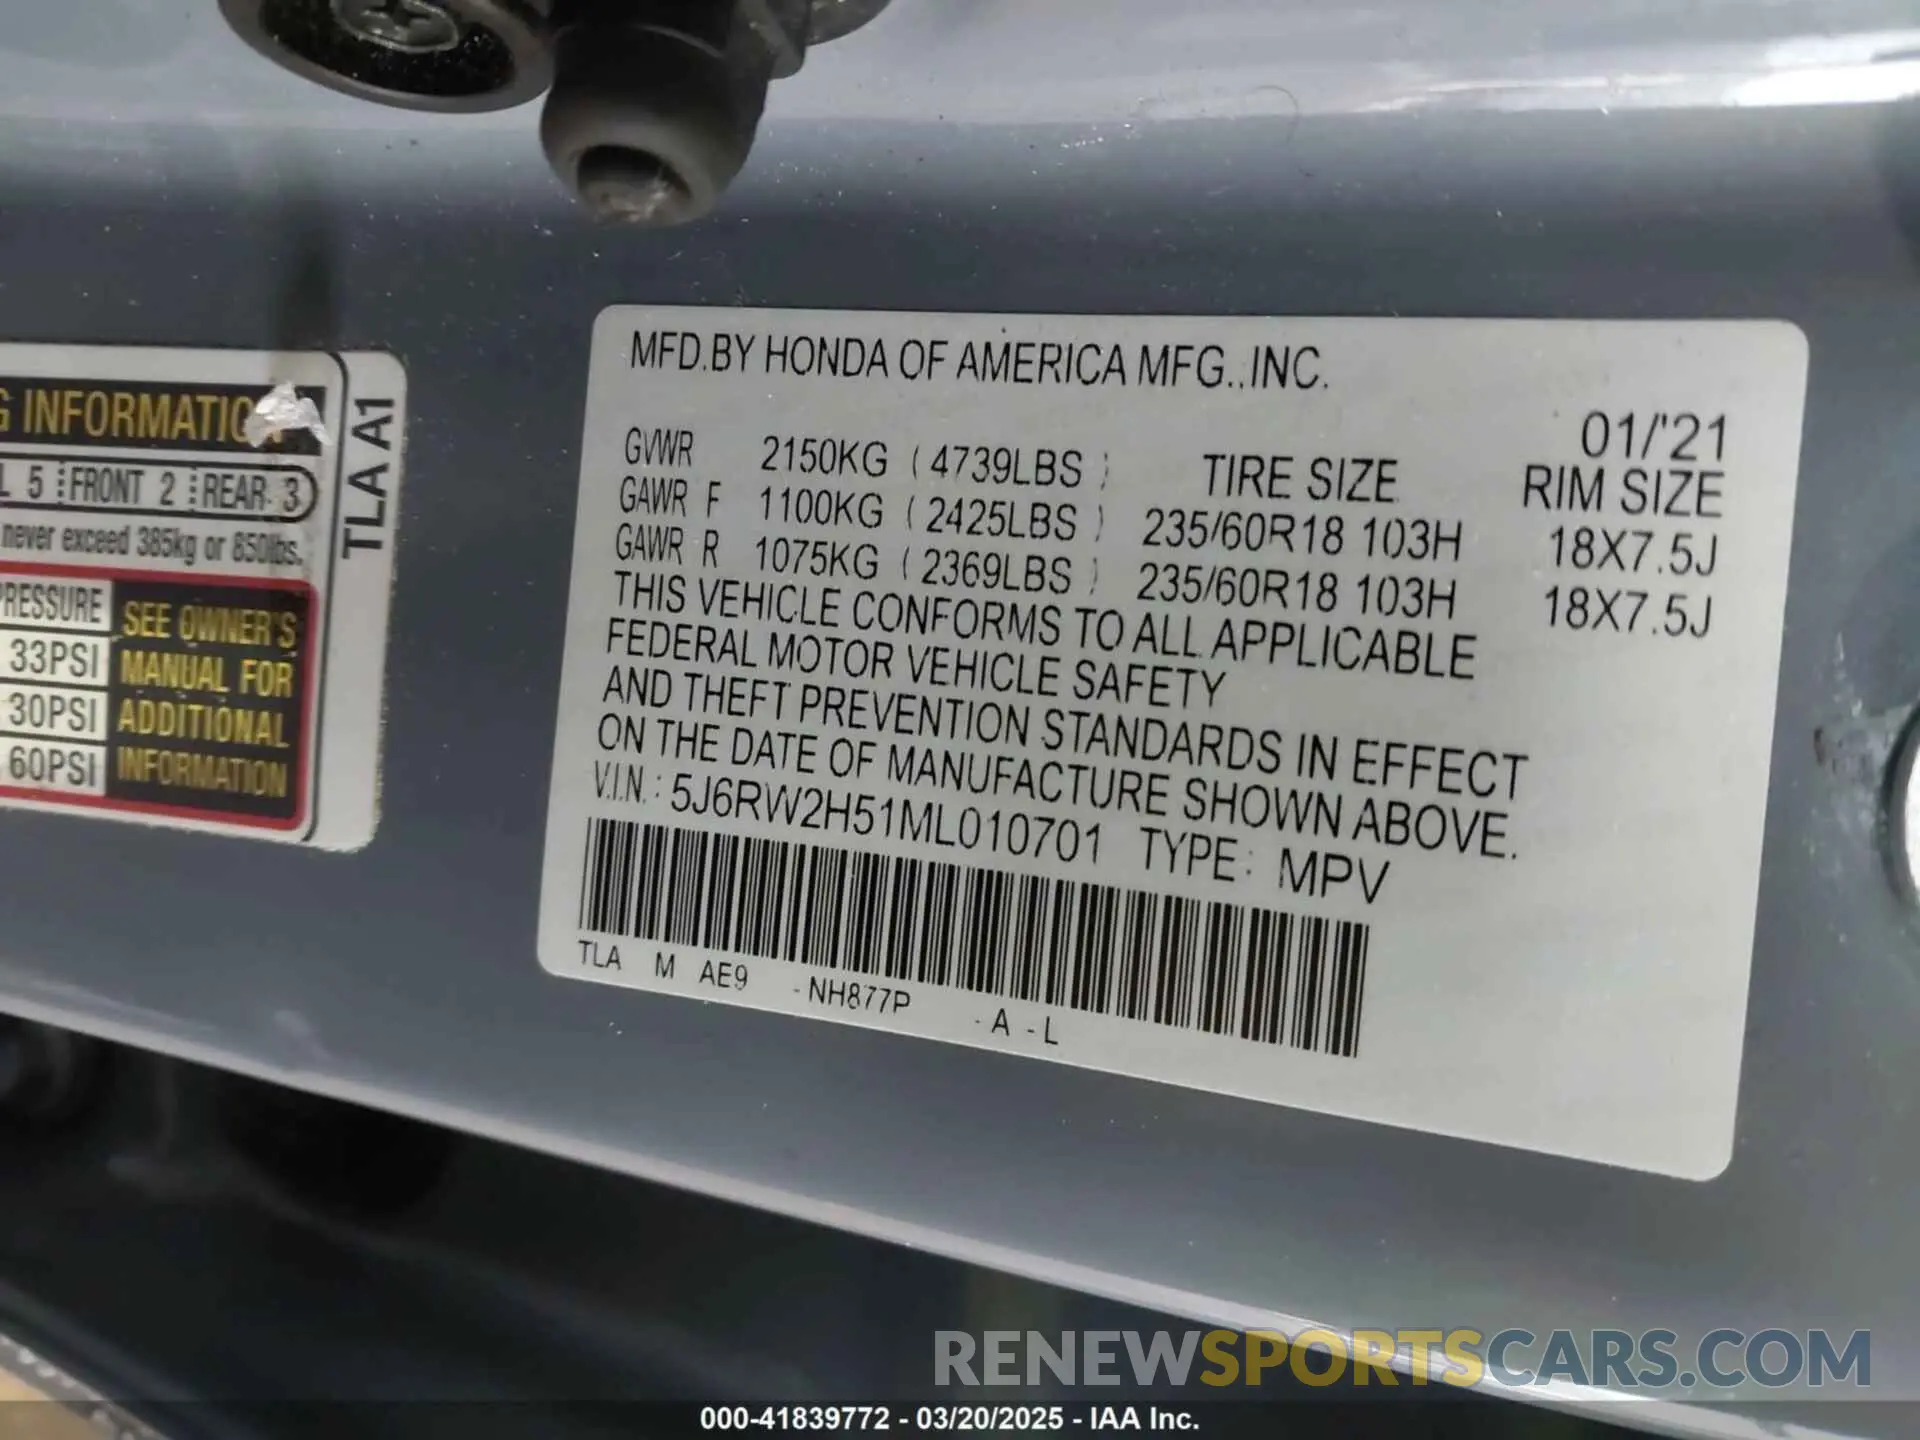 MFD.BY HONDA OF AMERICA MFG.,INC.
01/'21
GVWR 2150KG (4739LBS) TIRE SIZE RIM SIZE
GAWR F 1100KG (2425LBS) 235/60R18 103H 18X7.5J
GAWR R 1075KG (2369LBS) 235/60R18 103H 18X7.5J
THIS VEHICLE CONFORMS TO ALL APPLICABLE
FEDERAL MOTOR VEHICLE SAFETY
AND THEFT PREVENTION STANDARDS IN EFFECT
ON THE DATE OF MANUFACTURE SHOWN ABOVE.
V.I.N.: 5J6RW2H51ML010701 TYPE: MPV
TLA M AE9 -NH877P -A-L
G INFORMATION
L 5 FRONT 2 REAR 3
never exceed 385kg or 850lbs.
PRESSURE
33PSI
30PSI
60PSI
SEE OWNER'S
MANUAL FOR
ADDITIONAL
INFORMATION
TLA A1
RENEWSPORTSCARS.COM
000-41839772 - 03/20/2025 - IAA Inc.